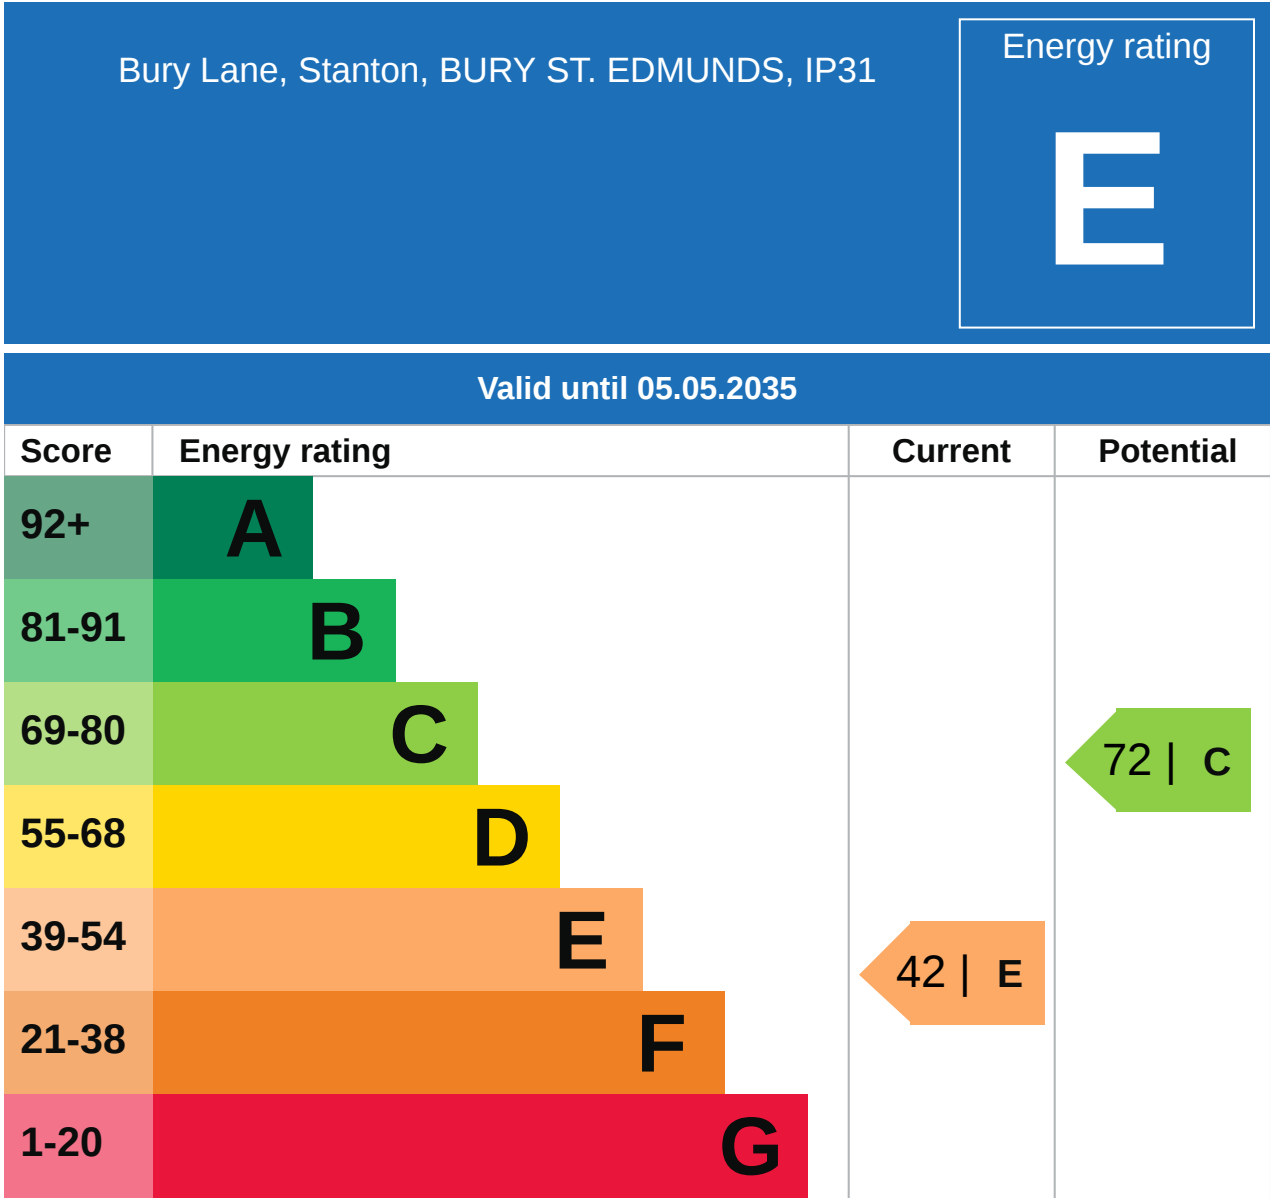 Bury Lane, Stanton, BURY ST. EDMUNDS, IP31
Energy rating
E
Valid until 05.05.2035
Score Energy rating Current Potential
92+ A
81-91 B
69-80 C
72 | C
55-68 D
39-54 E
42 | E
21-38 F
1-20 G